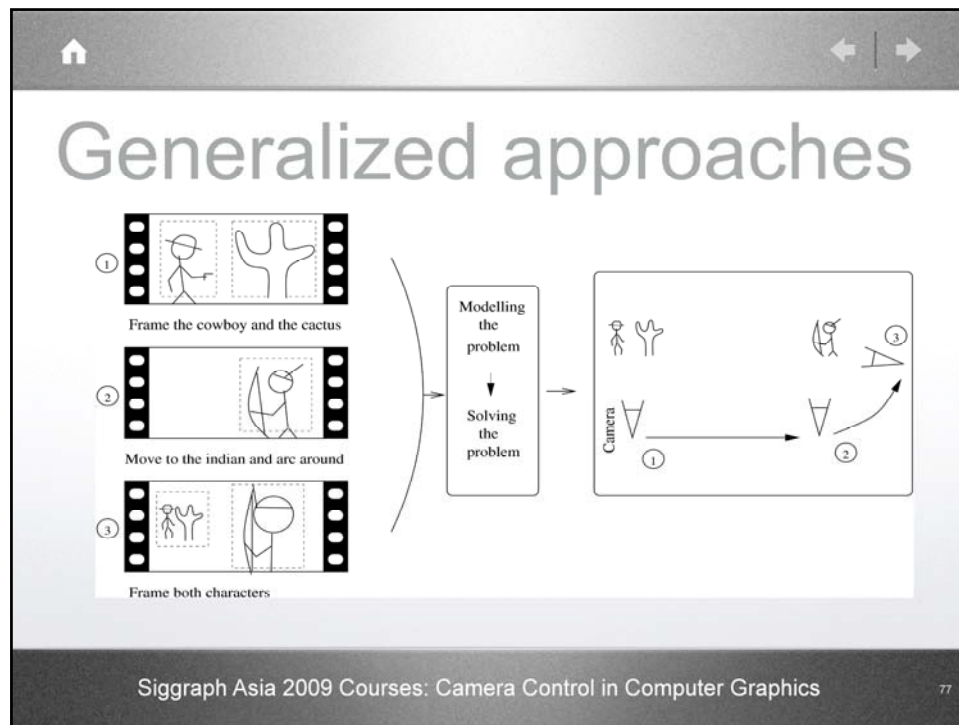 Generalized approaches
1
Frame the cowboy and the cactus
2
Move to the indian and arc around
3
Frame both characters
Modelling
the
problem
Solving
the
problem
Camera
1
2
3
Siggraph Asia 2009 Courses: Camera Control in Computer Graphics
77